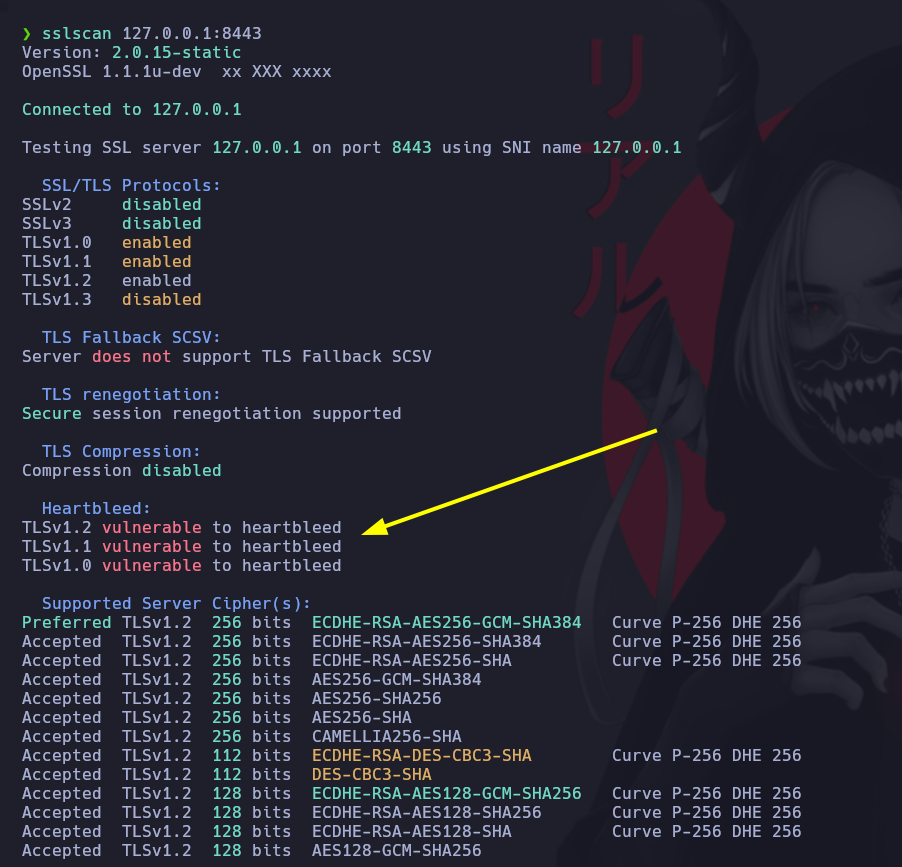 ❯ sslscan 127.0.0.1:8443
Version: 2.0.15-static
OpenSSL 1.1.1u-dev  xx XXX xxxx
Connected to 127.0.0.1
Testing SSL server 127.0.0.1 on port 8443 using SNI name 127.0.0.1
SSL/TLS Protocols:
SSLv2     disabled
SSLv3     disabled
TLSv1.0   enabled
TLSv1.1   enabled
TLSv1.2   enabled
TLSv1.3   disabled
TLS Fallback SCSV:
Server does not support TLS Fallback SCSV
TLS renegotiation:
Secure session renegotiation supported
TLS Compression:
Compression disabled
Heartbleed:
TLSv1.2 vulnerable to heartbleed
TLSv1.1 vulnerable to heartbleed
TLSv1.0 vulnerable to heartbleed
Supported Server Cipher(s):
Preferred TLSv1.2  256 bits  ECDHE-RSA-AES256-GCM-SHA384   Curve P-256 DHE 256
Accepted  TLSv1.2  256 bits  ECDHE-RSA-AES256-SHA384       Curve P-256 DHE 256
Accepted  TLSv1.2  256 bits  ECDHE-RSA-AES256-SHA          Curve P-256 DHE 256
Accepted  TLSv1.2  256 bits  AES256-GCM-SHA384
Accepted  TLSv1.2  256 bits  AES256-SHA256
Accepted  TLSv1.2  256 bits  AES256-SHA
Accepted  TLSv1.2  256 bits  CAMELLIA256-SHA
Accepted  TLSv1.2  112 bits  ECDHE-RSA-DES-CBC3-SHA        Curve P-256 DHE 256
Accepted  TLSv1.2  112 bits  DES-CBC3-SHA
Accepted  TLSv1.2  128 bits  ECDHE-RSA-AES128-GCM-SHA256   Curve P-256 DHE 256
Accepted  TLSv1.2  128 bits  ECDHE-RSA-AES128-SHA256       Curve P-256 DHE 256
Accepted  TLSv1.2  128 bits  ECDHE-RSA-AES128-SHA          Curve P-256 DHE 256
Accepted  TLSv1.2  128 bits  AES128-GCM-SHA256
リアル